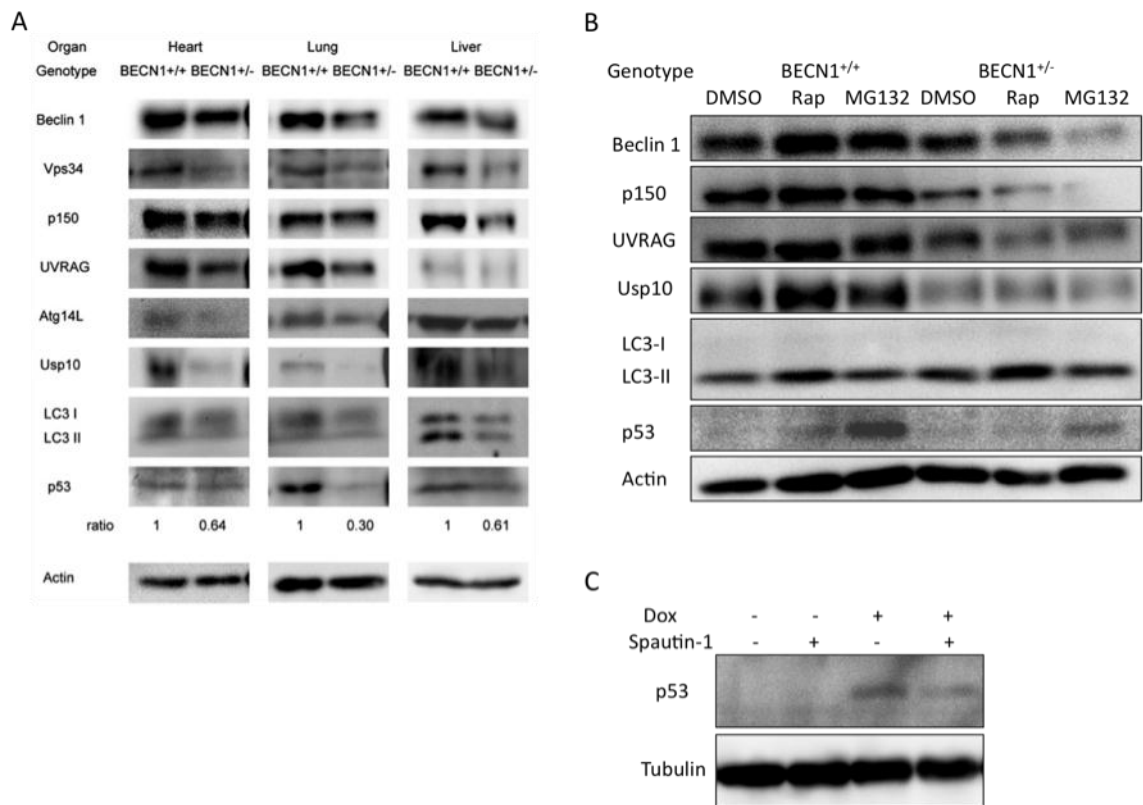 A
Organ Heart Lung Liver
Genotype BECN1+/+ BECN1+/- BECN1+/+ BECN1+/- BECN1+/+ BECN1+/-
Beclin 1
Vps34
p150
UVRAG
Atg14L
Usp10
LC3 I
LC3 II
p53
ratio 1 0.64 1 0.30 1 0.61
Actin
B
Genotype BECN1+/+ BECN1+/-
DMSO Rap MG132 DMSO Rap MG132
Beclin 1
p150
UVRAG
Usp10
LC3-I
LC3-II
p53
Actin
C
Dox - - + +
Spautin-1 - + - +
p53
Tubulin